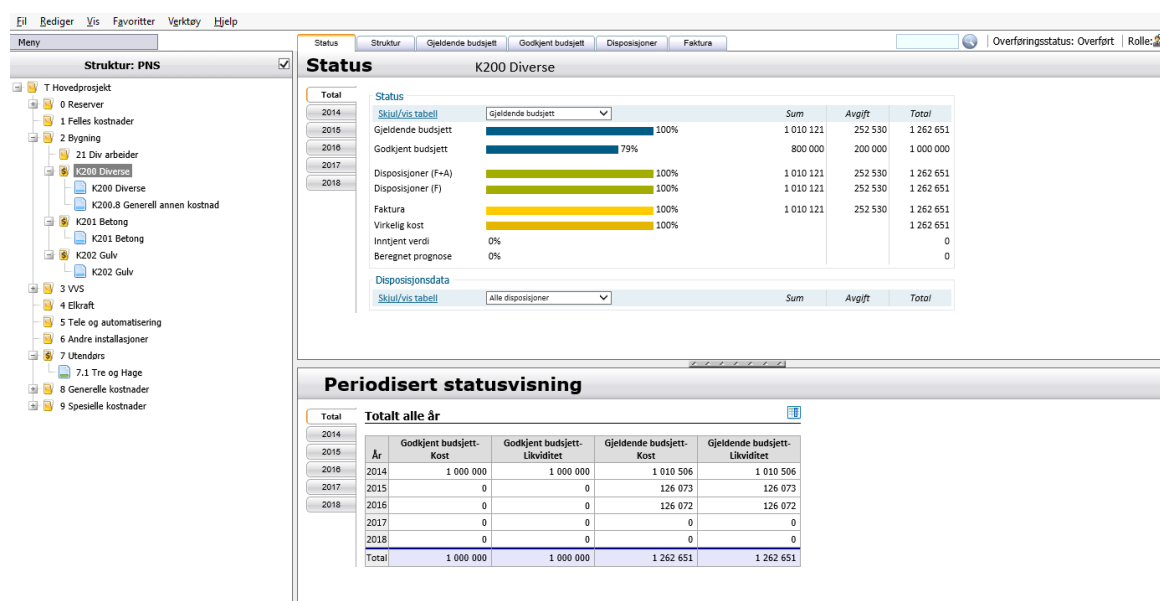 Fil Rediger Vis Favoritter Verktøy Hjelp
Meny
Status Struktur Gjeldende budsjett Godkjent budsjett Disposisjoner Faktura
Overføringsstatus: Overført Rolle:
Struktur: PNS
T Hovedprosjekt
0 Reserver
1 Felles kostnader
2 Bygning
21 Div arbeider
K200 Diverse
K200 Diverse
K200.8 Generell annen kostnad
K201 Betong
K201 Betong
K202 Gulv
K202 Gulv
3 VVS
4 Elkraft
5 Tele og automatisering
6 Andre installasjoner
7 Utendørs
7.1 Tre og Hage
8 Generelle kostnader
9 Spesielle kostnader
Status K200 Diverse
Total
2014
2015
2016
2017
2018
Status
Skjul/vis tabell Gjeldende budsjett Sum Avgift Total
Gjeldende budsjett 100% 1 010 121 252 530 1 262 651
Godkjent budsjett 79% 800 000 200 000 1 000 000
Disposisjoner (F+A) 100% 1 010 121 252 530 1 262 651
Disposisjoner (F) 100% 1 010 121 252 530 1 262 651
Faktura 100% 1 010 121 252 530 1 262 651
Virkelig kost 100% 1 262 651
Inntjent verdi 0% 0
Beregnet prognose 0% 0
Disposisjonsdata
Skjul/vis tabell Alle disposisjoner Sum Avgift Total
Periodisert statusvisning
Total
2014
2015
2016
2017
2018
Totalt alle år
År Godkjent budsjett-Kost Godkjent budsjett-Likviditet Gjeldende budsjett-Kost Gjeldende budsjett-Likviditet
2014 1 000 000 1 000 000 1 010 506 1 010 506
2015 0 0 126 073 126 073
2016 0 0 126 072 126 072
2017 0 0 0 0
2018 0 0 0 0
Total 1 000 000 1 000 000 1 262 651 1 262 651